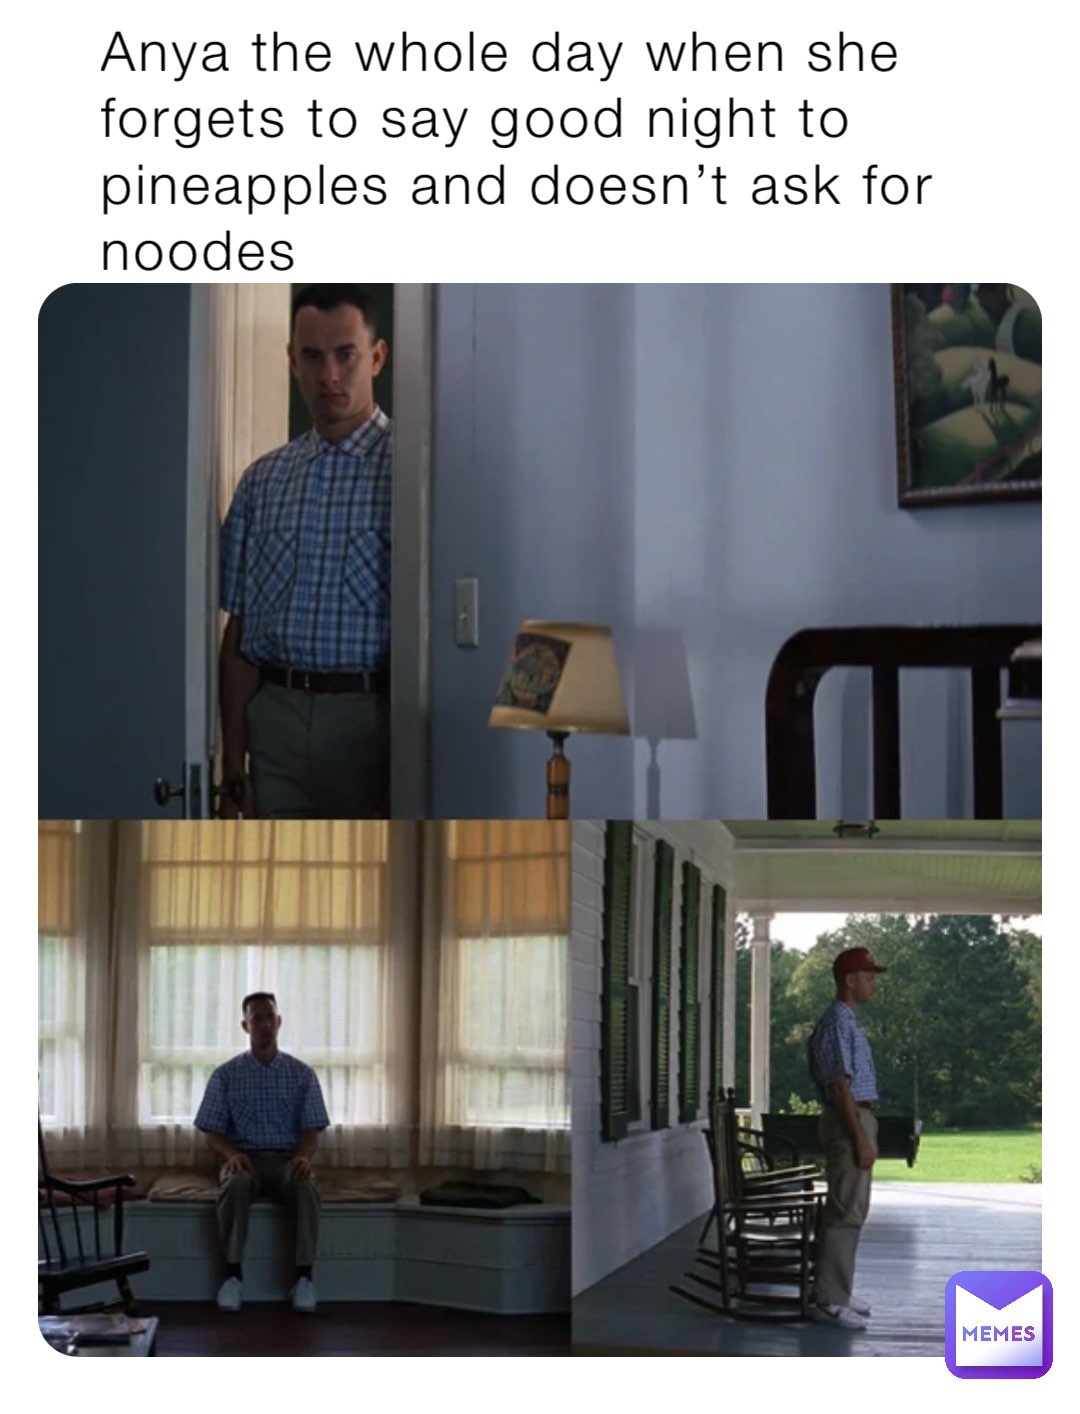 Anya the whole day when she
forgets to say good night to
pineapples and doesn’t ask for
noodes
MEMES